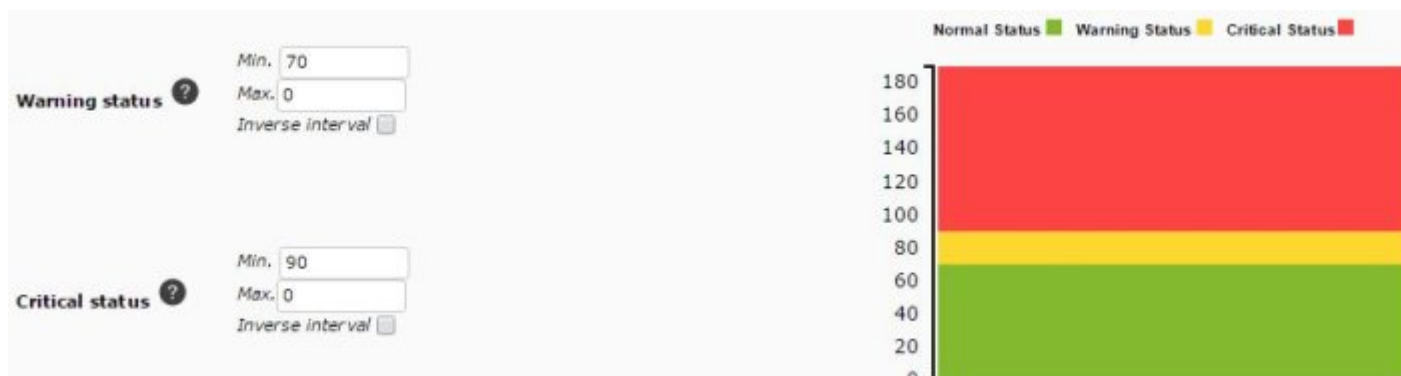 Normal Status Warning Status Critical Status
Warning status ?
Min. 70
Max. 0
Inverse interval
Critical status ?
Min. 90
Max. 0
Inverse interval
180
160
140
120
100
80
60
40
20
0